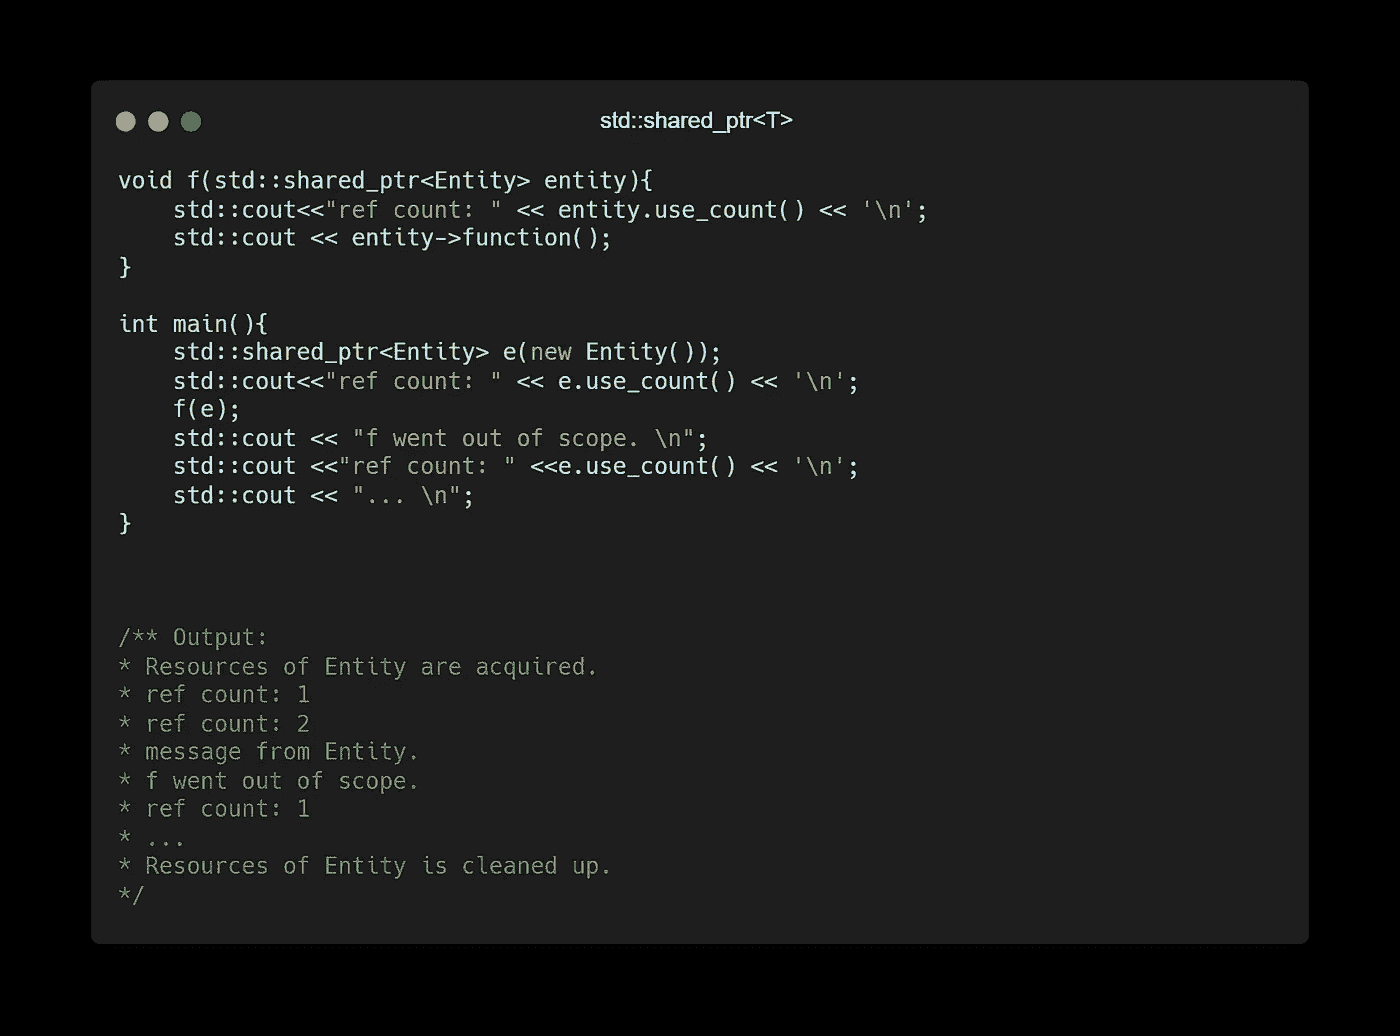 std::shared_ptr<T>
void f(std::shared_ptr<Entity> entity){
    std::cout<<"ref count: " << entity.use_count() << '\n';
    std::cout << entity->function();
}
int main(){
    std::shared_ptr<Entity> e(new Entity());
    std::cout<<"ref count: " << e.use_count() << '\n';
    f(e);
    std::cout << "f went out of scope. \n";
    std::cout <<"ref count: " <<e.use_count() << '\n';
    std::cout << "... \n";
}
/** Output:
* Resources of Entity are acquired.
* ref count: 1
* ref count: 2
* message from Entity.
* f went out of scope.
* ref count: 1
* ...
* Resources of Entity is cleaned up.
*/